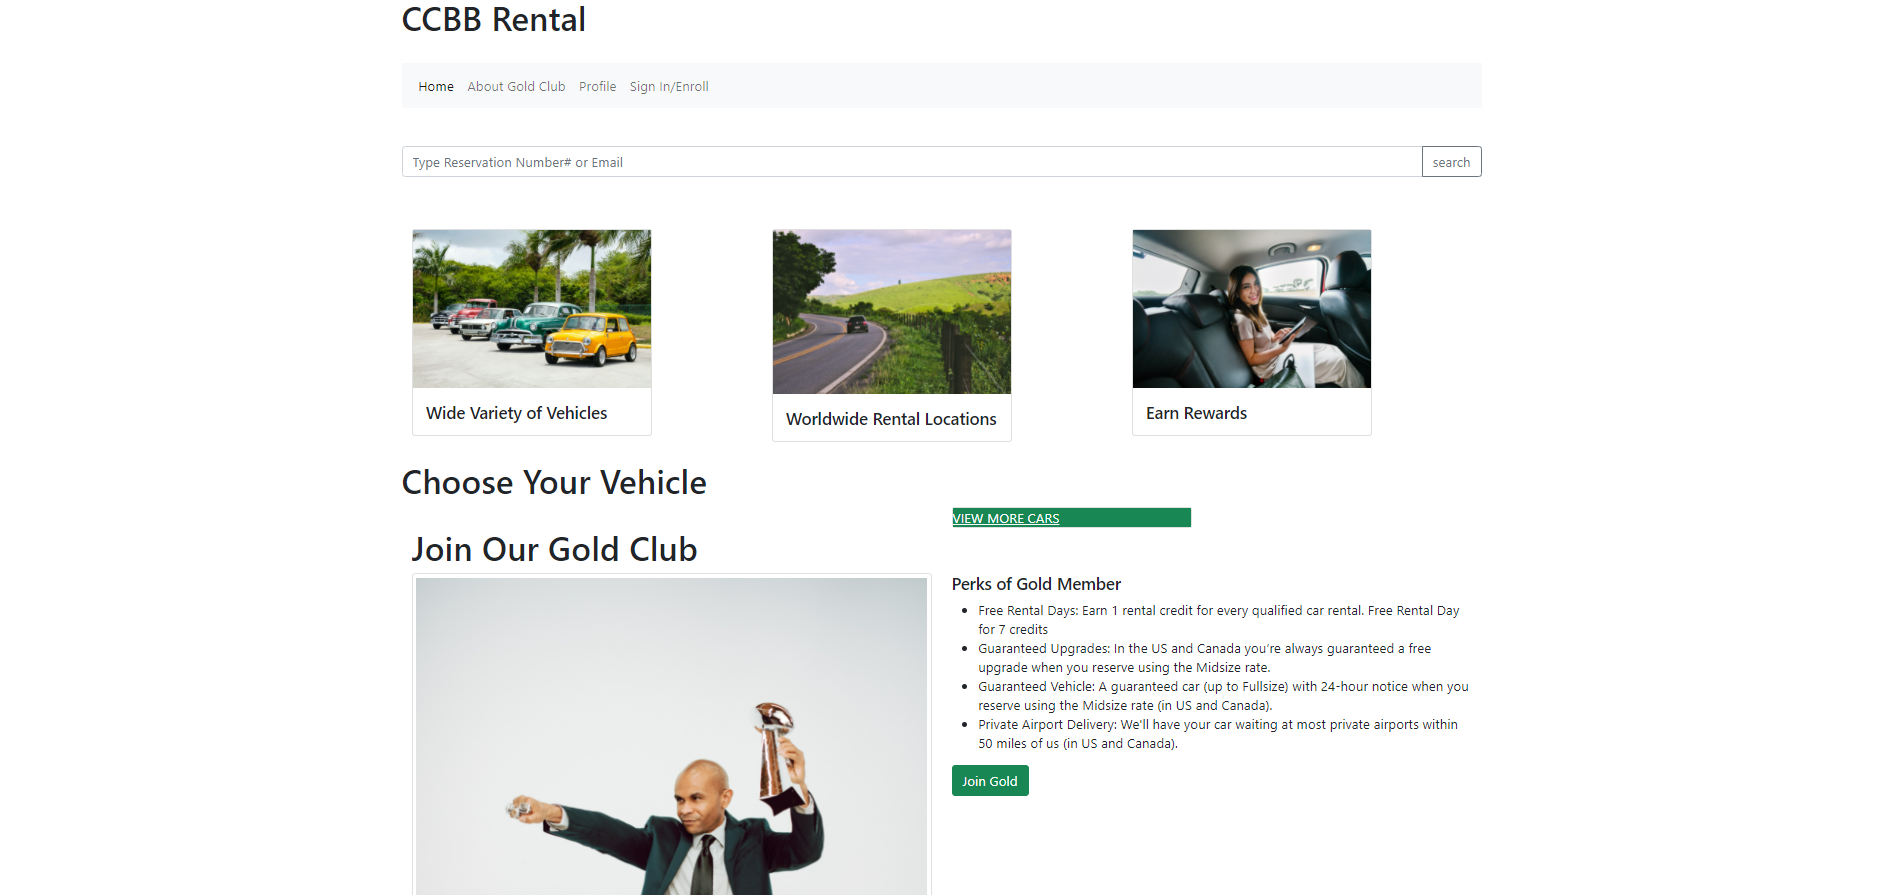 CCBB Rental
Home About Gold Club Profile Sign In/Enroll
Type Reservation Number# or Email search
Wide Variety of Vehicles
Worldwide Rental Locations
Earn Rewards
Choose Your Vehicle
VIEW MORE CARS
Join Our Gold Club
Perks of Gold Member
Free Rental Days: Earn 1 rental credit for every qualified car rental. Free Rental Day
for 7 credits
Guaranteed Upgrades: In the US and Canada you’re always guaranteed a free
upgrade when you reserve using the Midsize rate.
Guaranteed Vehicle: A guaranteed car (up to Fullsize) with 24-hour notice when you
reserve using the Midsize rate (in US and Canada).
Private Airport Delivery: We'll have your car waiting at most private airports within
50 miles of us (in US and Canada).
Join Gold